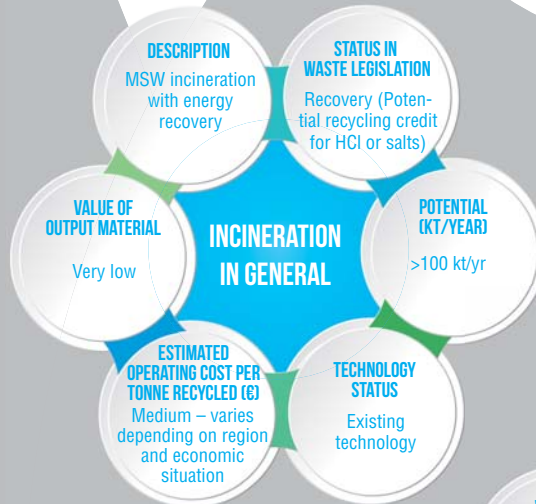 DESCRIPTION
MSW incineration
with energy
recovery
STATUS IN
WASTE LEGISLATION
Recovery (Poten-
tial recycling credit
for HCl or salts)
VALUE OF
OUTPUT MATERIAL
Very low
INCINERATION
IN GENERAL
POTENTIAL
(KT/YEAR)
>100 kt/yr
ESTIMATED
OPERATING COST PER
TONNE RECYCLED (€)
Medium – varies
depending on region
and economic
situation
TECHNOLOGY
STATUS
Existing
technology